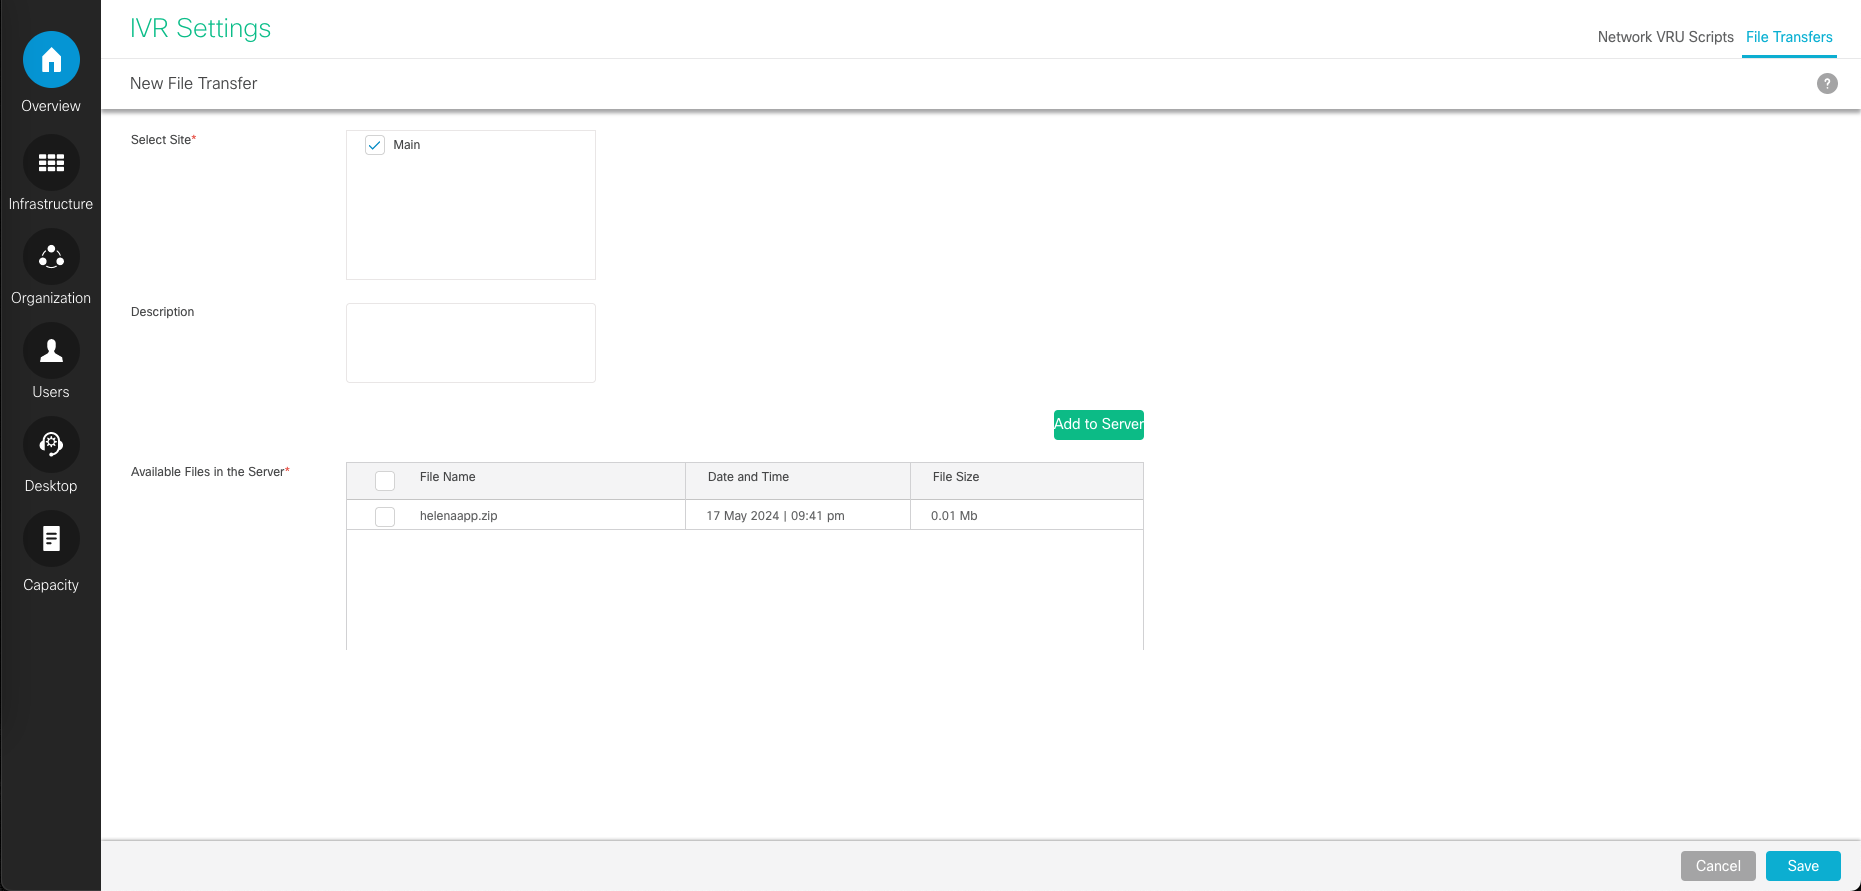 IVR Settings
Network VRU Scripts File Transfers
New File Transfer
?
Overview
Infrastructure
Organization
Users
Desktop
Capacity
Select Site*
Main
Description
Add to Server
Available Files in the Server*
File Name Date and Time File Size
helenaapp.zip 17 May 2024 | 09:41 pm 0.01 Mb
Cancel Save